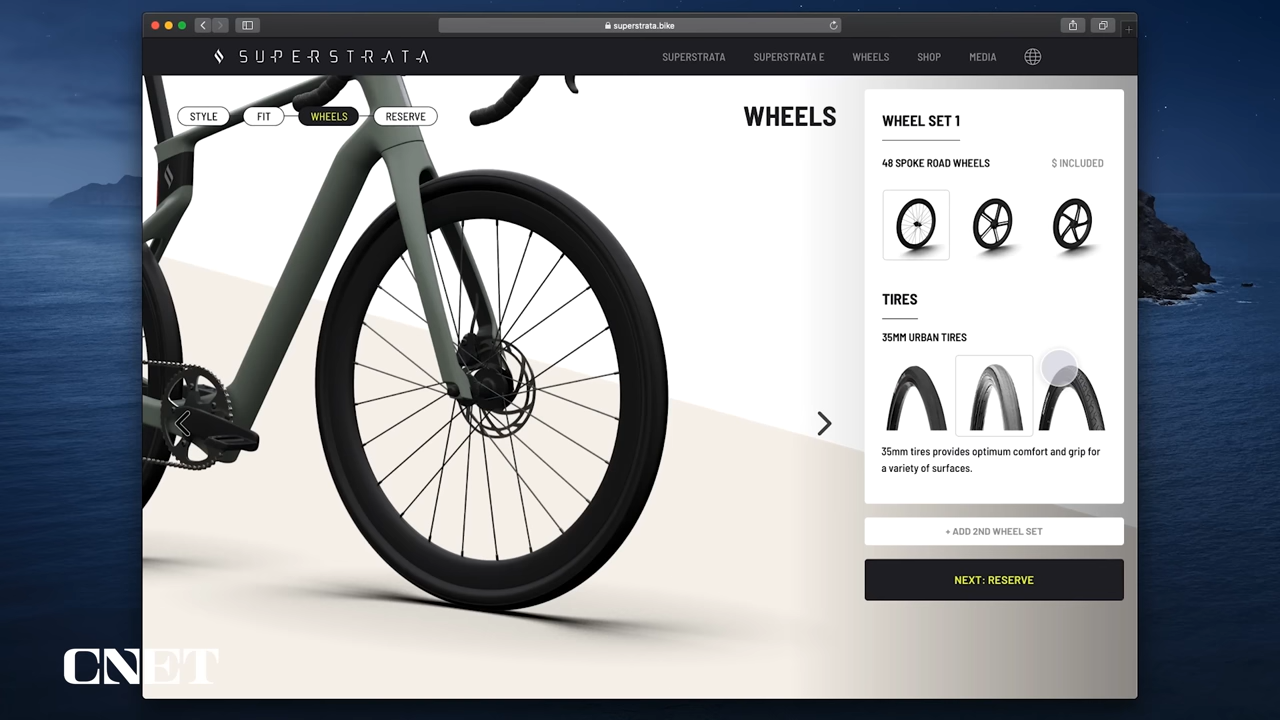 superstrata.bike
SUPERSTRATA
SUPERSTRATA
SUPERSTRATA E
WHEELS
SHOP
MEDIA
STYLE
FIT
WHEELS
RESERVE
WHEELS
WHEEL SET 1
48 SPOKE ROAD WHEELS
$ INCLUDED
TIRES
35MM URBAN TIRES
35mm tires provides optimum comfort and grip for
a variety of surfaces.
+ ADD 2ND WHEEL SET
NEXT: RESERVE
CNET